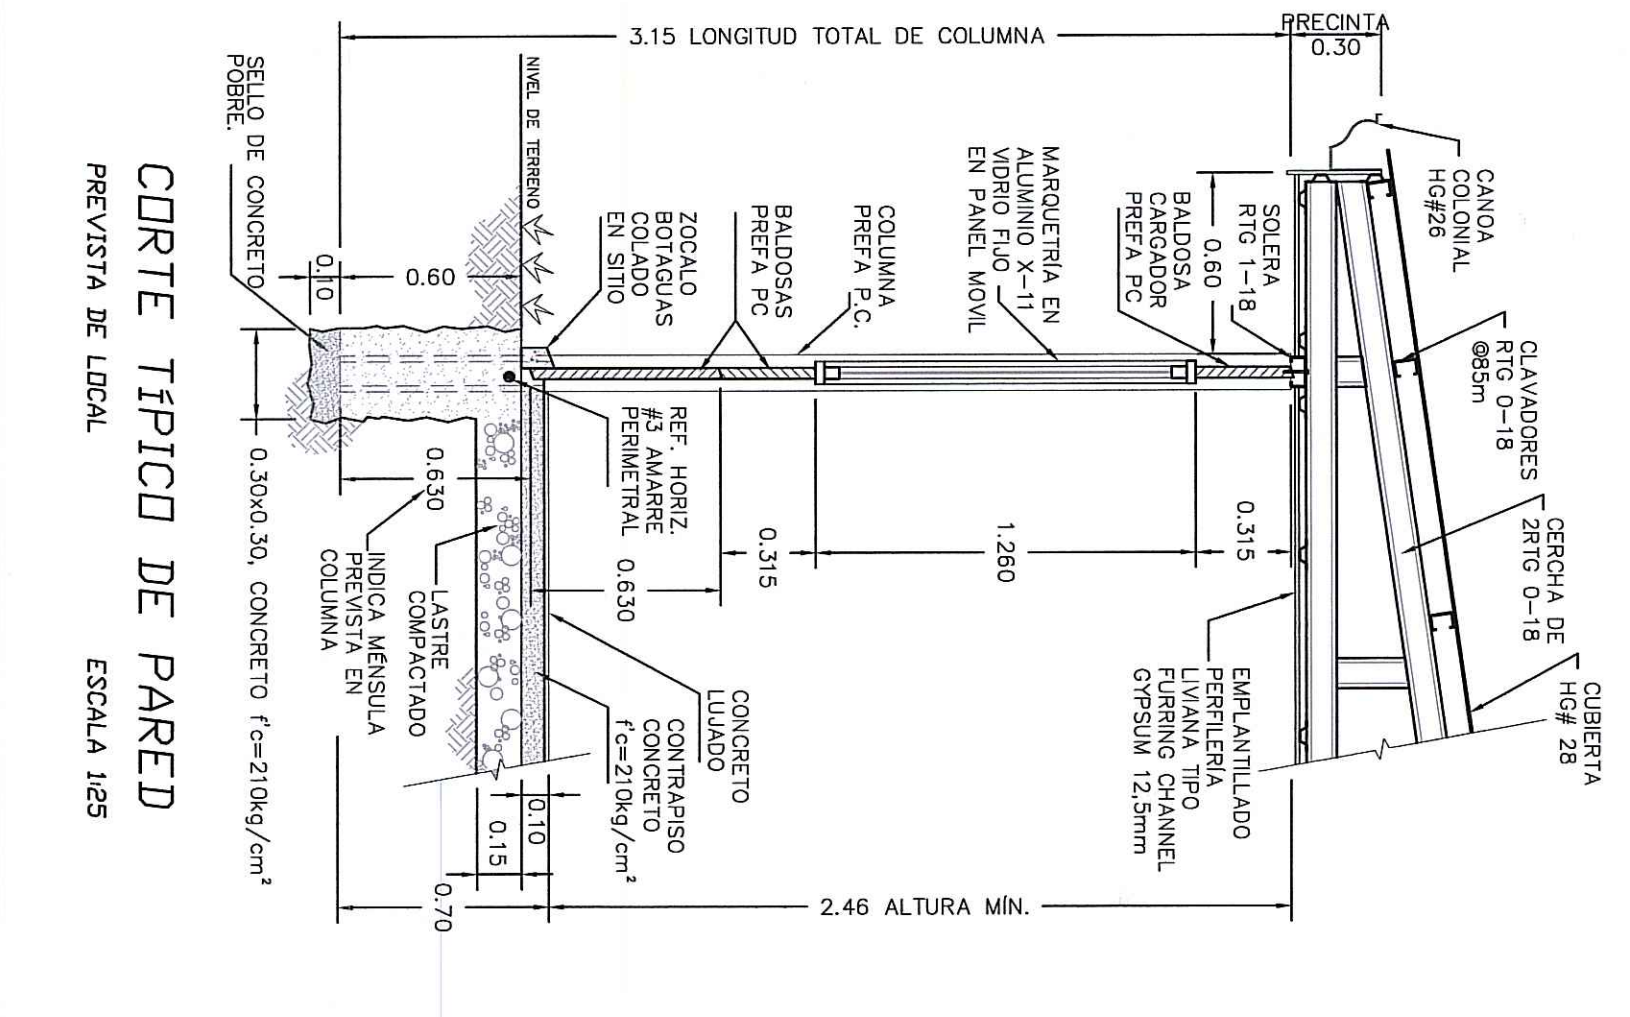 PRECINTA
0.30
3.15 LONGITUD TOTAL DE COLUMNA
CANOA
COLONIAL
HG#26
CLAVADORES
RTG 0-18
@85m
CERCHA DE
2RTG 0-18
CUBIERTA
HG# 28
SOLERA
RTG 1-18
0.60
BALDOSA
CARGADOR
PREFA PC
MARQUETRÍA EN
ALUMINIO X-11
VIDRIO FIJO
EN PANEL MOVIL
COLUMNA
PREFA P.C.
BALDOSAS
PREFA PC
ZOCALO
BOTAGUAS
COLADO
EN SITIO
NIVEL DE TERRENO
0.60
0.10
SELLO DE CONCRETO
POBRE.
0.315
1.260
0.315
0.630
REF. HORIZ.
#3 AMARRE
PERIMETRAL
0.630
EMPLANTILLADO
PERFILERÍA
LIVIANA TIPO
FURRING CHANNEL
GYPSUM 12,5mm
CONCRETO
LUJADO
CONTRAPISO
CONCRETO
f'c=210kg/cm²
LASTRE
COMPACTADO
INDICA MÉNSULA
PREVISTA EN
COLUMNA
0.30x0.30, CONCRETO f'c=210kg/cm²
0.10
0.15
0.70
2.46 ALTURA MÍN.
CORTE TíPICO DE PARED
PREVISTA DE LOCAL
ESCALA 1:25